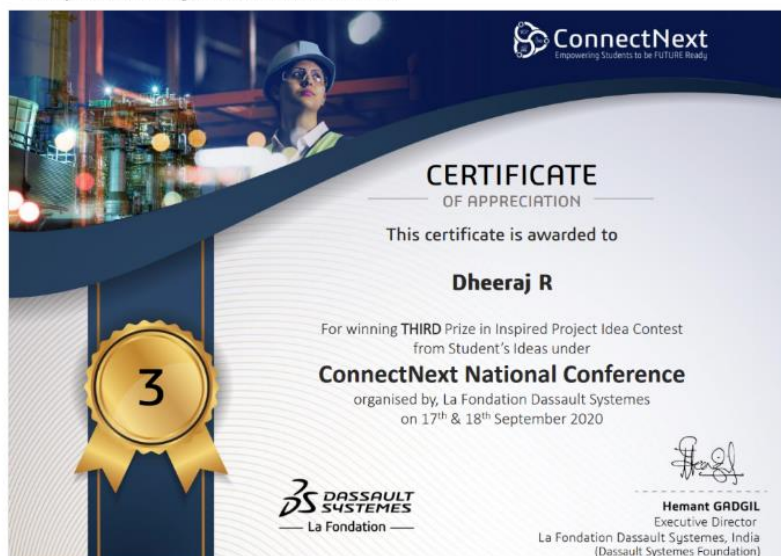 ConnectNext
Empowering Students to be FUTURE Ready
CERTIFICATE
OF APPRECIATION
This certificate is awarded to
Dheeraj R
For winning THIRD Prize in Inspired Project Idea Contest
from Student's Ideas under
ConnectNext National Conference
organised by, La Fondation Dassault Systemes
on 17th & 18th September 2020
3
DASSAULT
SYSTEMES
La Fondation
Hemant GADGIL
Executive Director
La Fondation Dassault Systemes, India
(Dassault Systemes Foundation)